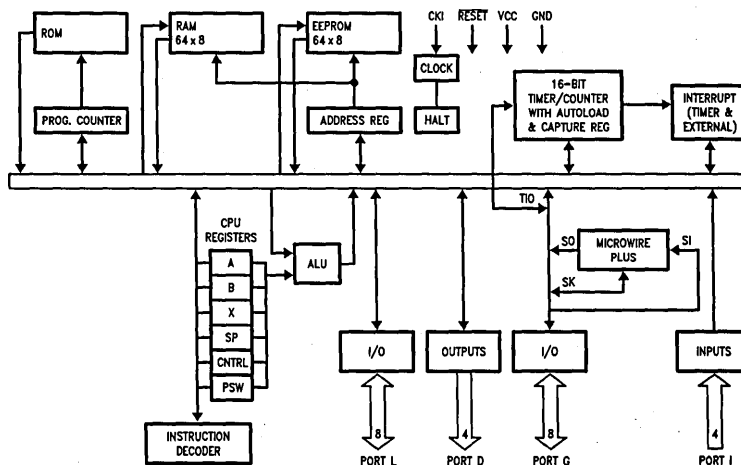 ROM
RAM
64 x 8
EEPROM
64 x 8
CKI
RESET
VCC
GND
CLOCK
HALT
PROG. COUNTER
ADDRESS REG
16-BIT
TIMER/COUNTER
WITH AUTOLOAD
& CAPTURE REG
INTERRUPT
(TIMER &
EXTERNAL)
TIO
CPU
REGISTERS
A
B
X
SP
CNTRL
PSW
ALU
SO
MICROWIRE
PLUS
SI
SK
I/O
OUTPUTS
I/O
INPUTS
8
4
8
4
INSTRUCTION
DECODER
PORT L
PORT D
PORT G
PORT I